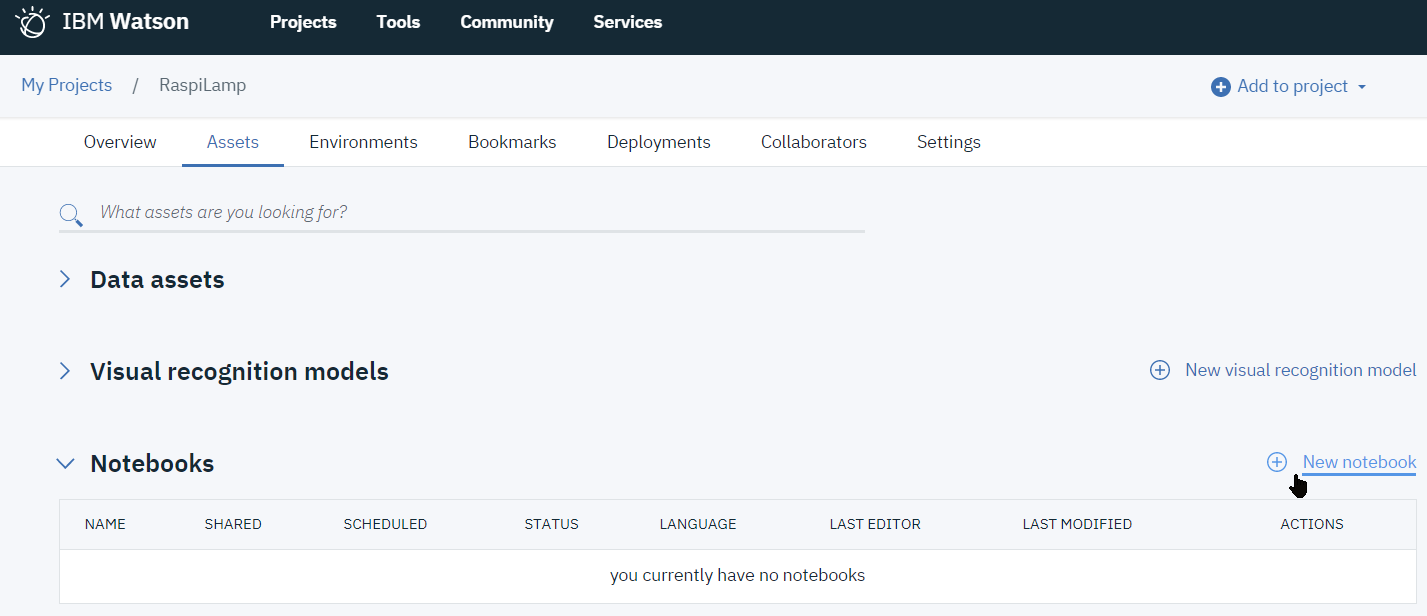 IBM Watson Projects Tools Community Services
My Projects / RaspiLamp Add to project
Overview Assets Environments Bookmarks Deployments Collaborators Settings
What assets are you looking for?
Data assets
Visual recognition models New visual recognition model
Notebooks New notebook
NAME SHARED SCHEDULED STATUS LANGUAGE LAST EDITOR LAST MODIFIED ACTIONS
you currently have no notebooks